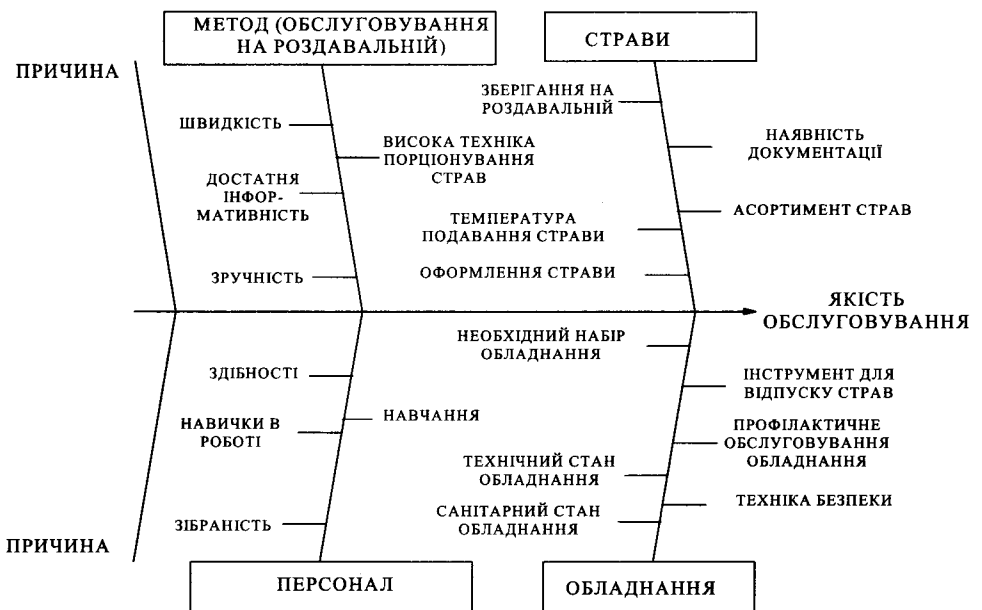 МЕТОД (ОБСЛУГОВУВАННЯ
НА РОЗДАВАЛЬНІЙ)
СТРАВИ
ПРИЧИНА
ЗБЕРІГАННЯ НА
РОЗДАВАЛЬНІЙ
ШВИДКІСТЬ
ВИСОКА ТЕХНІКА
ПОРЦІОНУВАННЯ
СТРАВ
НАЯВНІСТЬ
ДОКУМЕНТАЦІЇ
ДОСТАТНЯ
ІНФОР-
МАТИВНІСТЬ
ТЕМПЕРАТУРА
ПОДАВАННЯ СТРАВИ
АСОРТИМЕНТ СТРАВ
ЗРУЧНІСТЬ
ОФОРМЛЕННЯ СТРАВИ
ЯКІСТЬ
ОБСЛУГОВУВАННЯ
НЕОБХІДНИЙ НАБІР
ОБЛАДНАННЯ
ЗДІБНОСТІ
ІНСТРУМЕНТ ДЛЯ
ВІДПУСКУ СТРАВ
НАВИЧКИ В
РОБОТІ
НАВЧАННЯ
ПРОФІЛАКТИЧНЕ
ОБСЛУГОВУВАННЯ
ОБЛАДНАННЯ
ТЕХНІЧНИЙ СТАН
ОБЛАДНАННЯ
ТЕХНІКА БЕЗПЕКИ
САНІТАРНИЙ СТАН
ОБЛАДНАННЯ
ЗІБРАНІСТЬ
ПРИЧИНА
ПЕРСОНАЛ
ОБЛАДНАННЯ